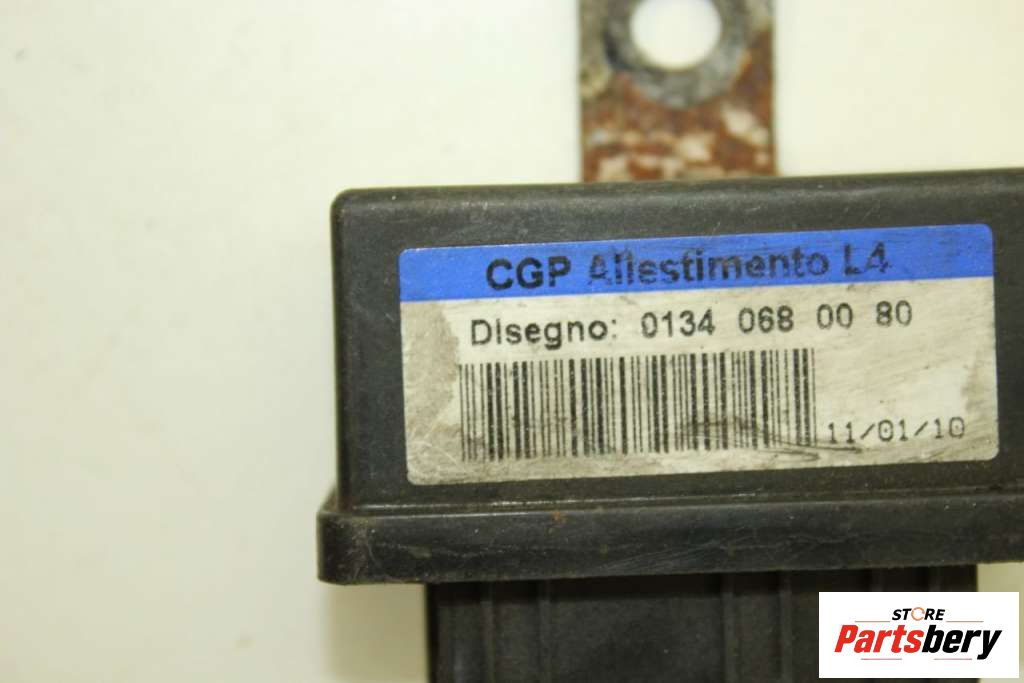 CGP Allestimento L4
Disegno: 0134 068 00 80
11/01/10
STORE
Partsbery